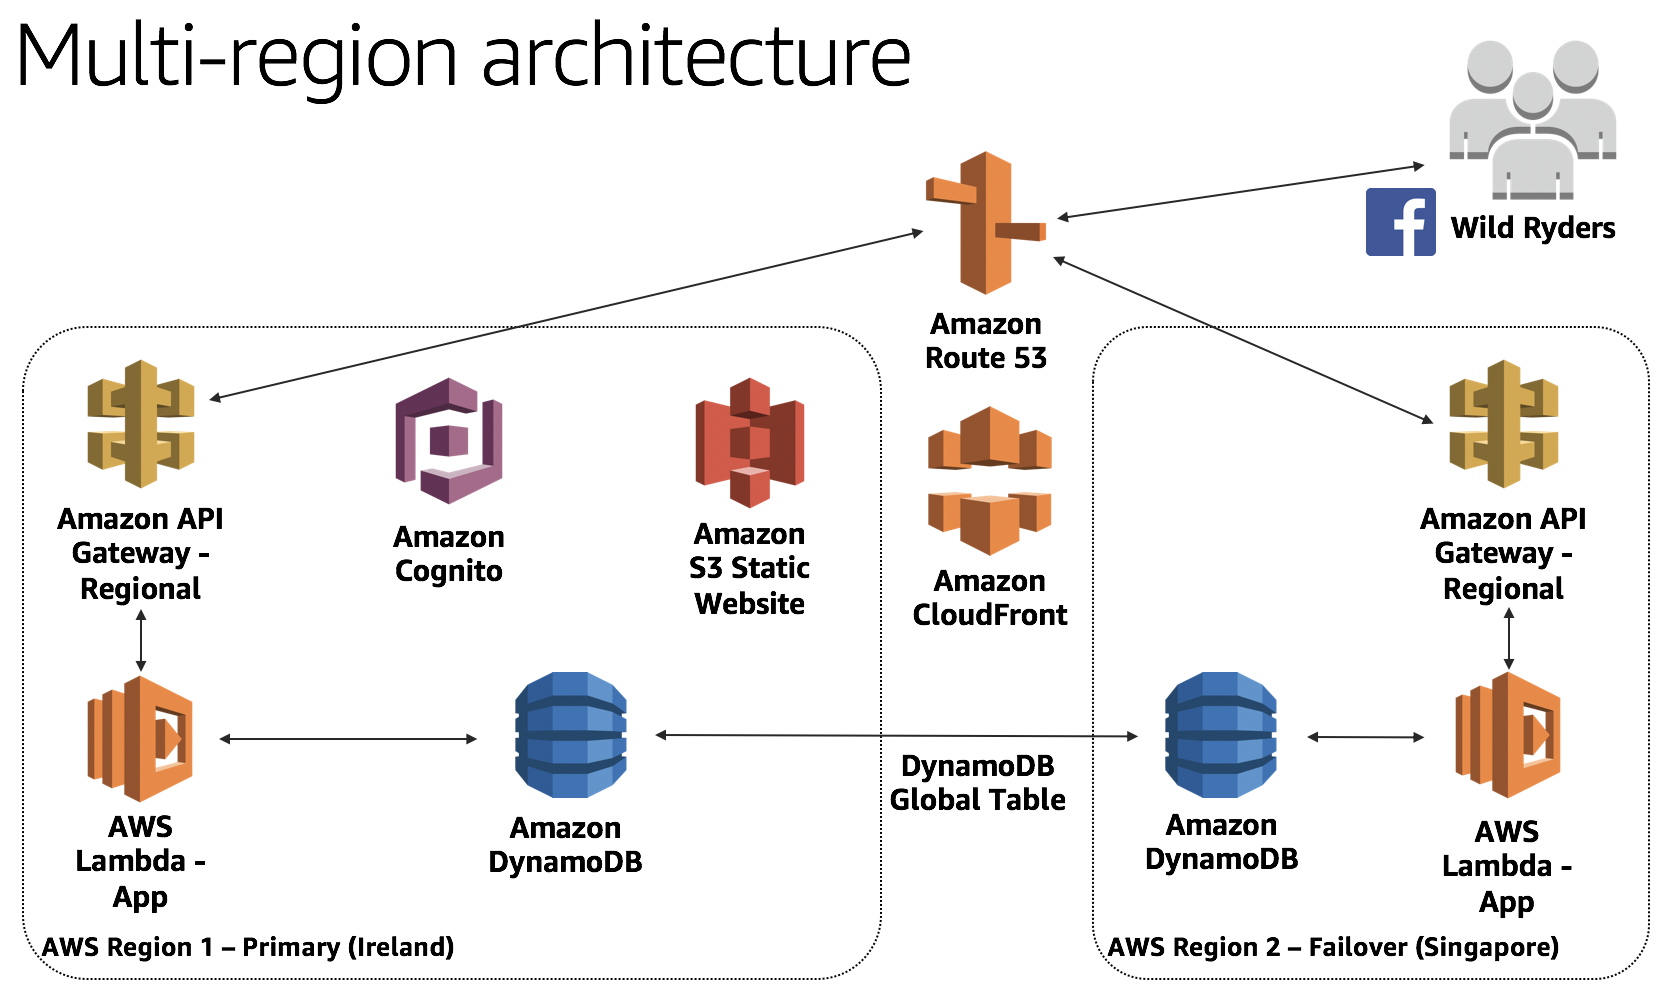 Multi-region architecture
Wild Ryders
Amazon
Route 53
Amazon API
Gateway -
Regional
Amazon
Cognito
Amazon
S3 Static
Website
Amazon
CloudFront
Amazon API
Gateway -
Regional
AWS
Lambda -
App
Amazon
DynamoDB
DynamoDB
Global Table
Amazon
DynamoDB
AWS
Lambda -
App
AWS Region 1 – Primary (Ireland)
AWS Region 2 – Failover (Singapore)